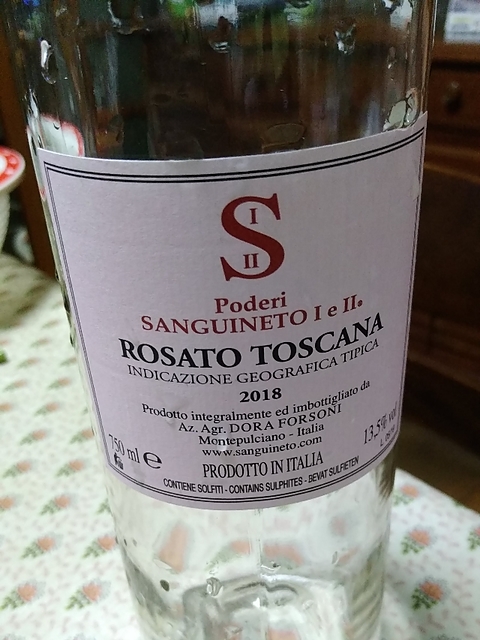 S
I
II
Poderi
SANGUINETO I e II.
ROSATO TOSCANA
INDICAZIONE GEOGRAFICA TIPICA
2018
Prodotto integralmente ed imbottigliato da
Az. Agr. DORA FORSONI
Montepulciano - Italia
www.sanguineto.com
750 ml e
PRODOTTO IN ITALIA
13,5% vol
CONTIENE SOLFITI - CONTAINS SULPHITES - BEVAT SULFIETEN